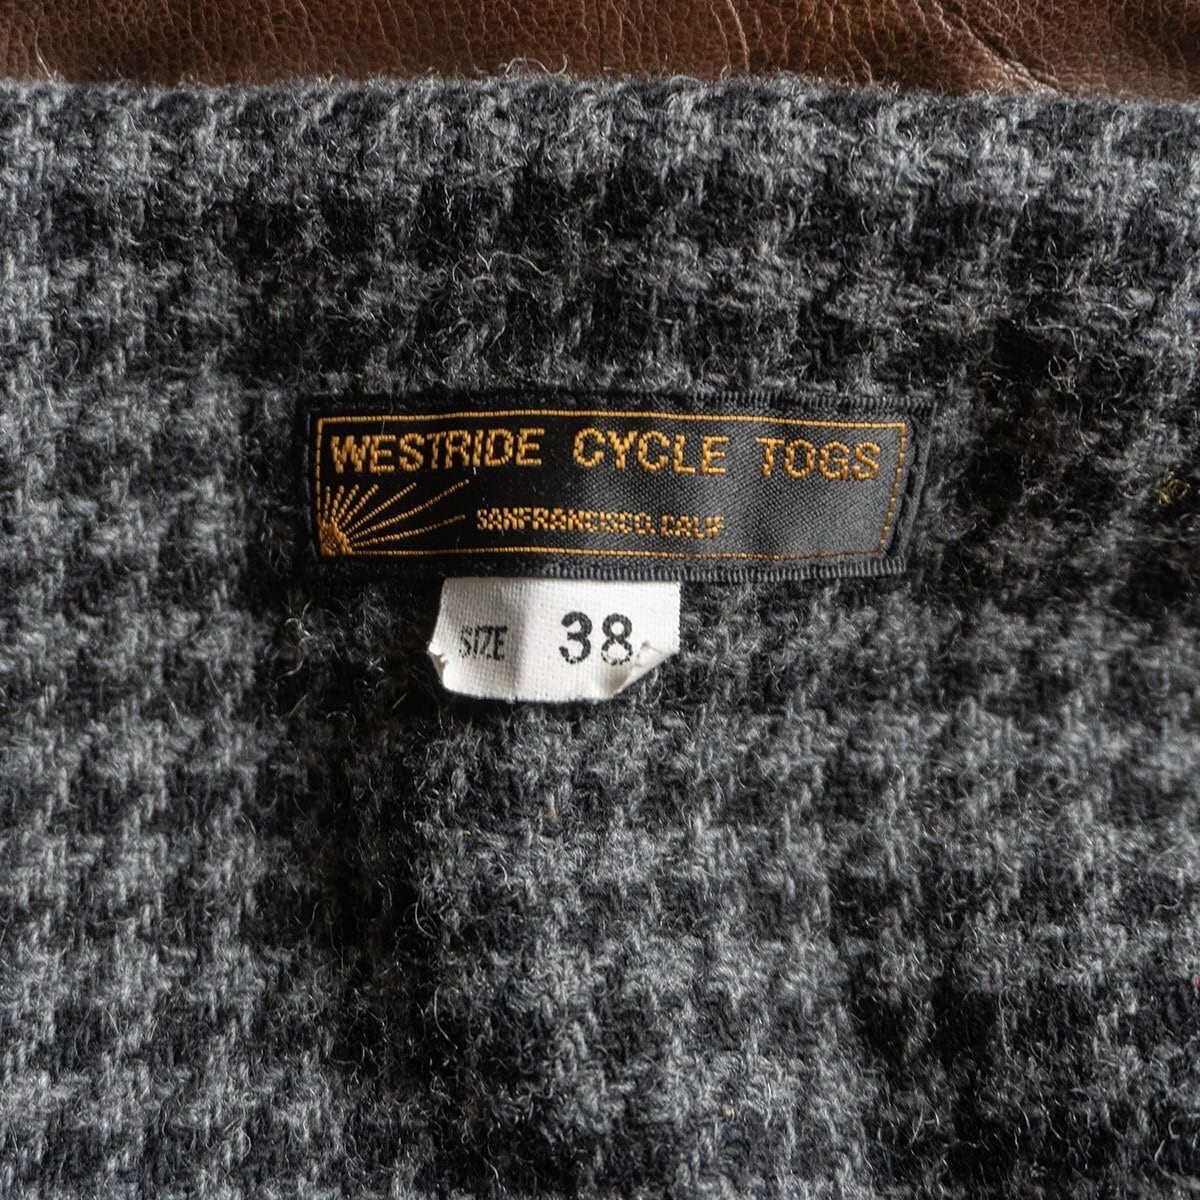 WESTRIDE CYCLE TOGS
SANFRANCISCO.CALIF
SIZE 38